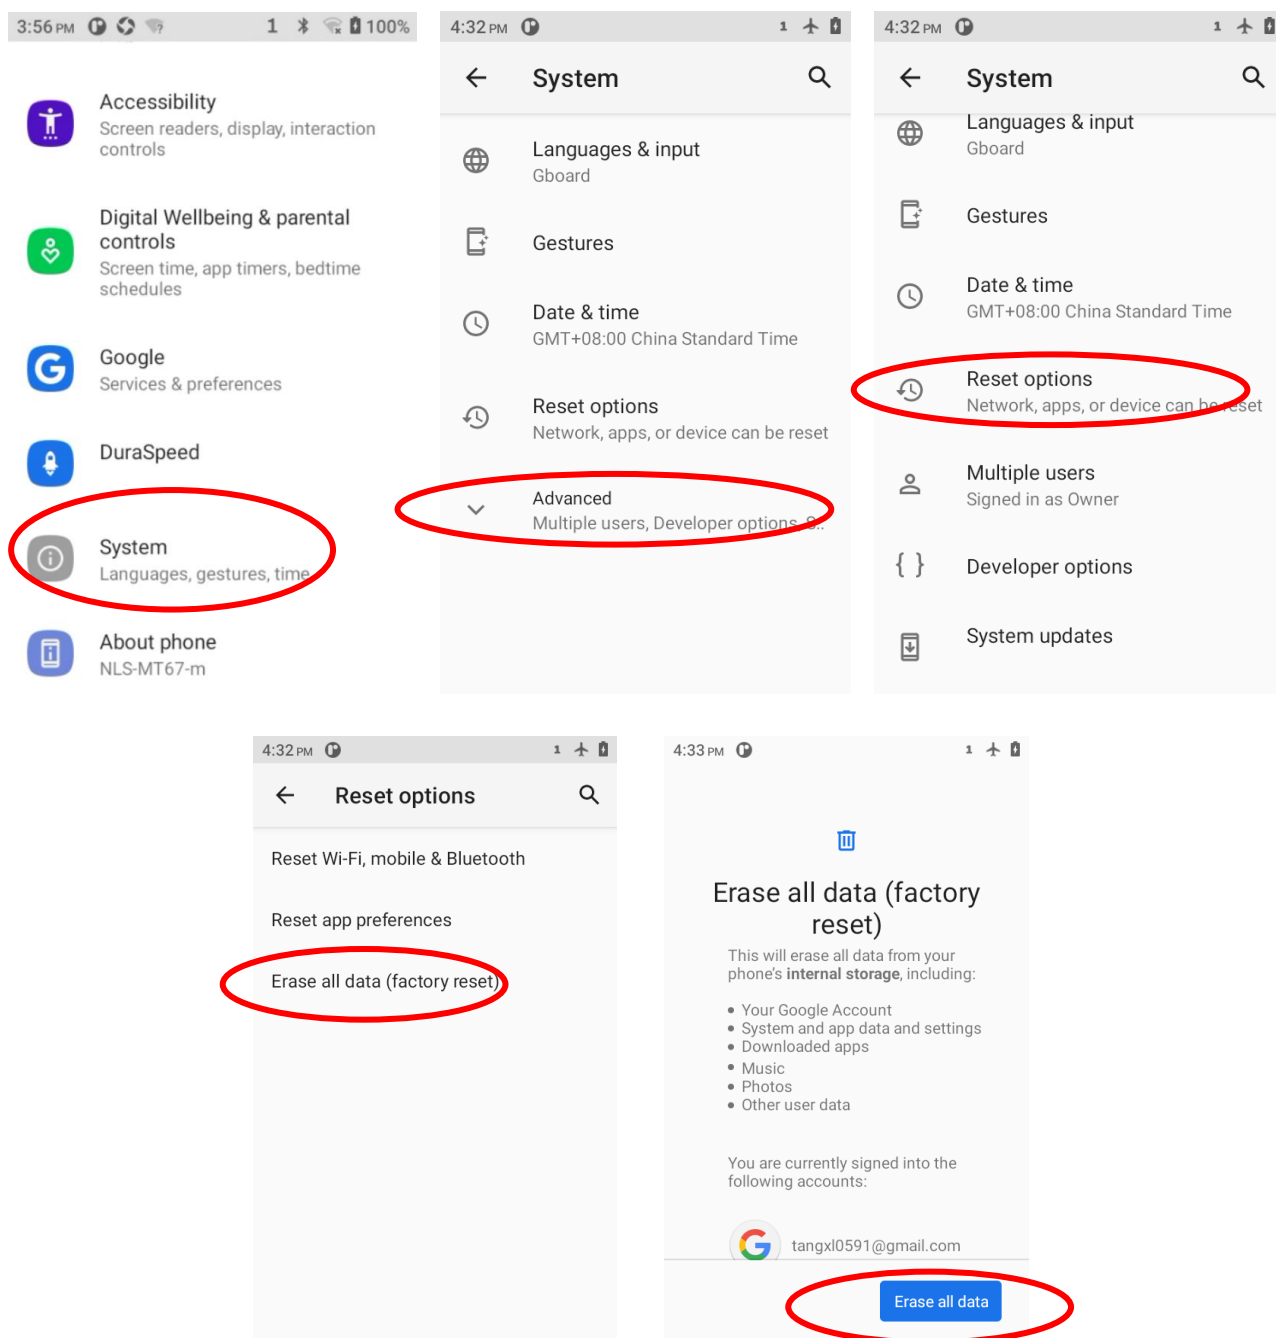 3:56 PM 1 100%
Accessibility
Screen readers, display, interaction
controls
Digital Wellbeing & parental
controls
Screen time, app timers, bedtime
schedules
Google
Services & preferences
DuraSpeed
System
Languages, gestures, time
About phone
NLS-MT67-m
4:32 PM 1
System
Languages & input
Gboard
Gestures
Date & time
GMT+08:00 China Standard Time
Reset options
Network, apps, or device can be reset
Advanced
Multiple users, Developer options, S..
4:32 PM 1
System
Languages & input
Gboard
Gestures
Date & time
GMT+08:00 China Standard Time
Reset options
Network, apps, or device can be reset
Multiple users
Signed in as Owner
{ } Developer options
System updates
4:32 PM 1
Reset options
Reset Wi-Fi, mobile & Bluetooth
Reset app preferences
Erase all data (factory reset)
4:33 PM 1
Erase all data (factory
reset)
This will erase all data from your
phone's internal storage, including:
• Your Google Account
• System and app data and settings
• Downloaded apps
• Music
• Photos
• Other user data
You are currently signed into the
following accounts:
tangxl0591@gmail.com
Erase all data